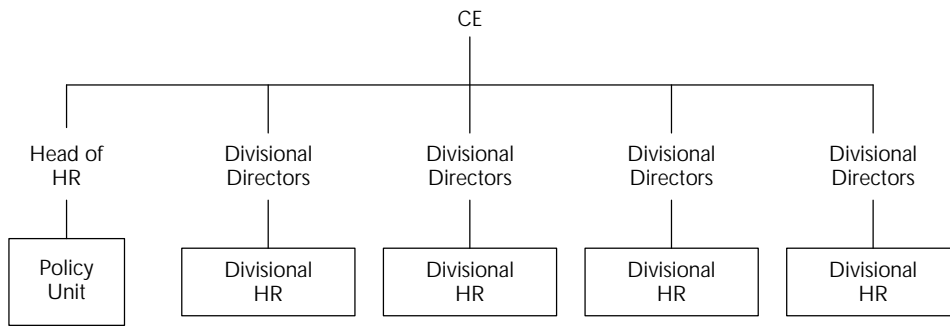 CE
Head of
HR
Divisional
Directors
Divisional
Directors
Divisional
Directors
Divisional
Directors
Policy
Unit
Divisional
HR
Divisional
HR
Divisional
HR
Divisional
HR